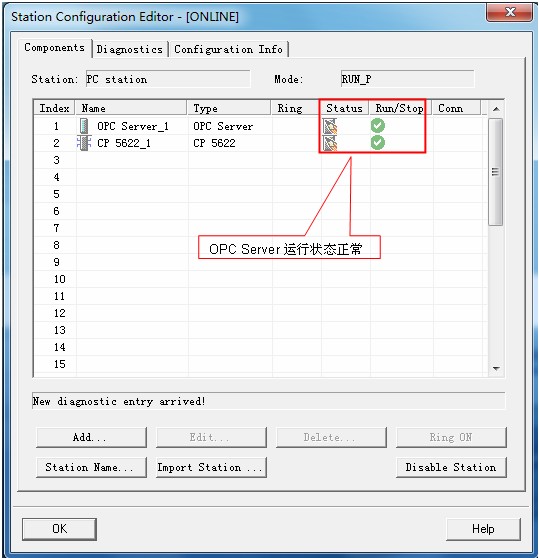 Station Configuration Editor - [ONLINE]
Components Diagnostics Configuration Info
Station: PC station Mode: RUN_P
Index Name Type Ring Status Run/Stop Conn
1 OPC Server_1 OPC Server
2 CP 5622_1 CP 5622
3
4
5
6
7
OPC Server 运行状态正常
8
9
10
11
12
13
14
15
New diagnostic entry arrived!
Add... Edit... Delete... Ring ON
Station Name... Import Station ... Disable Station
OK Help